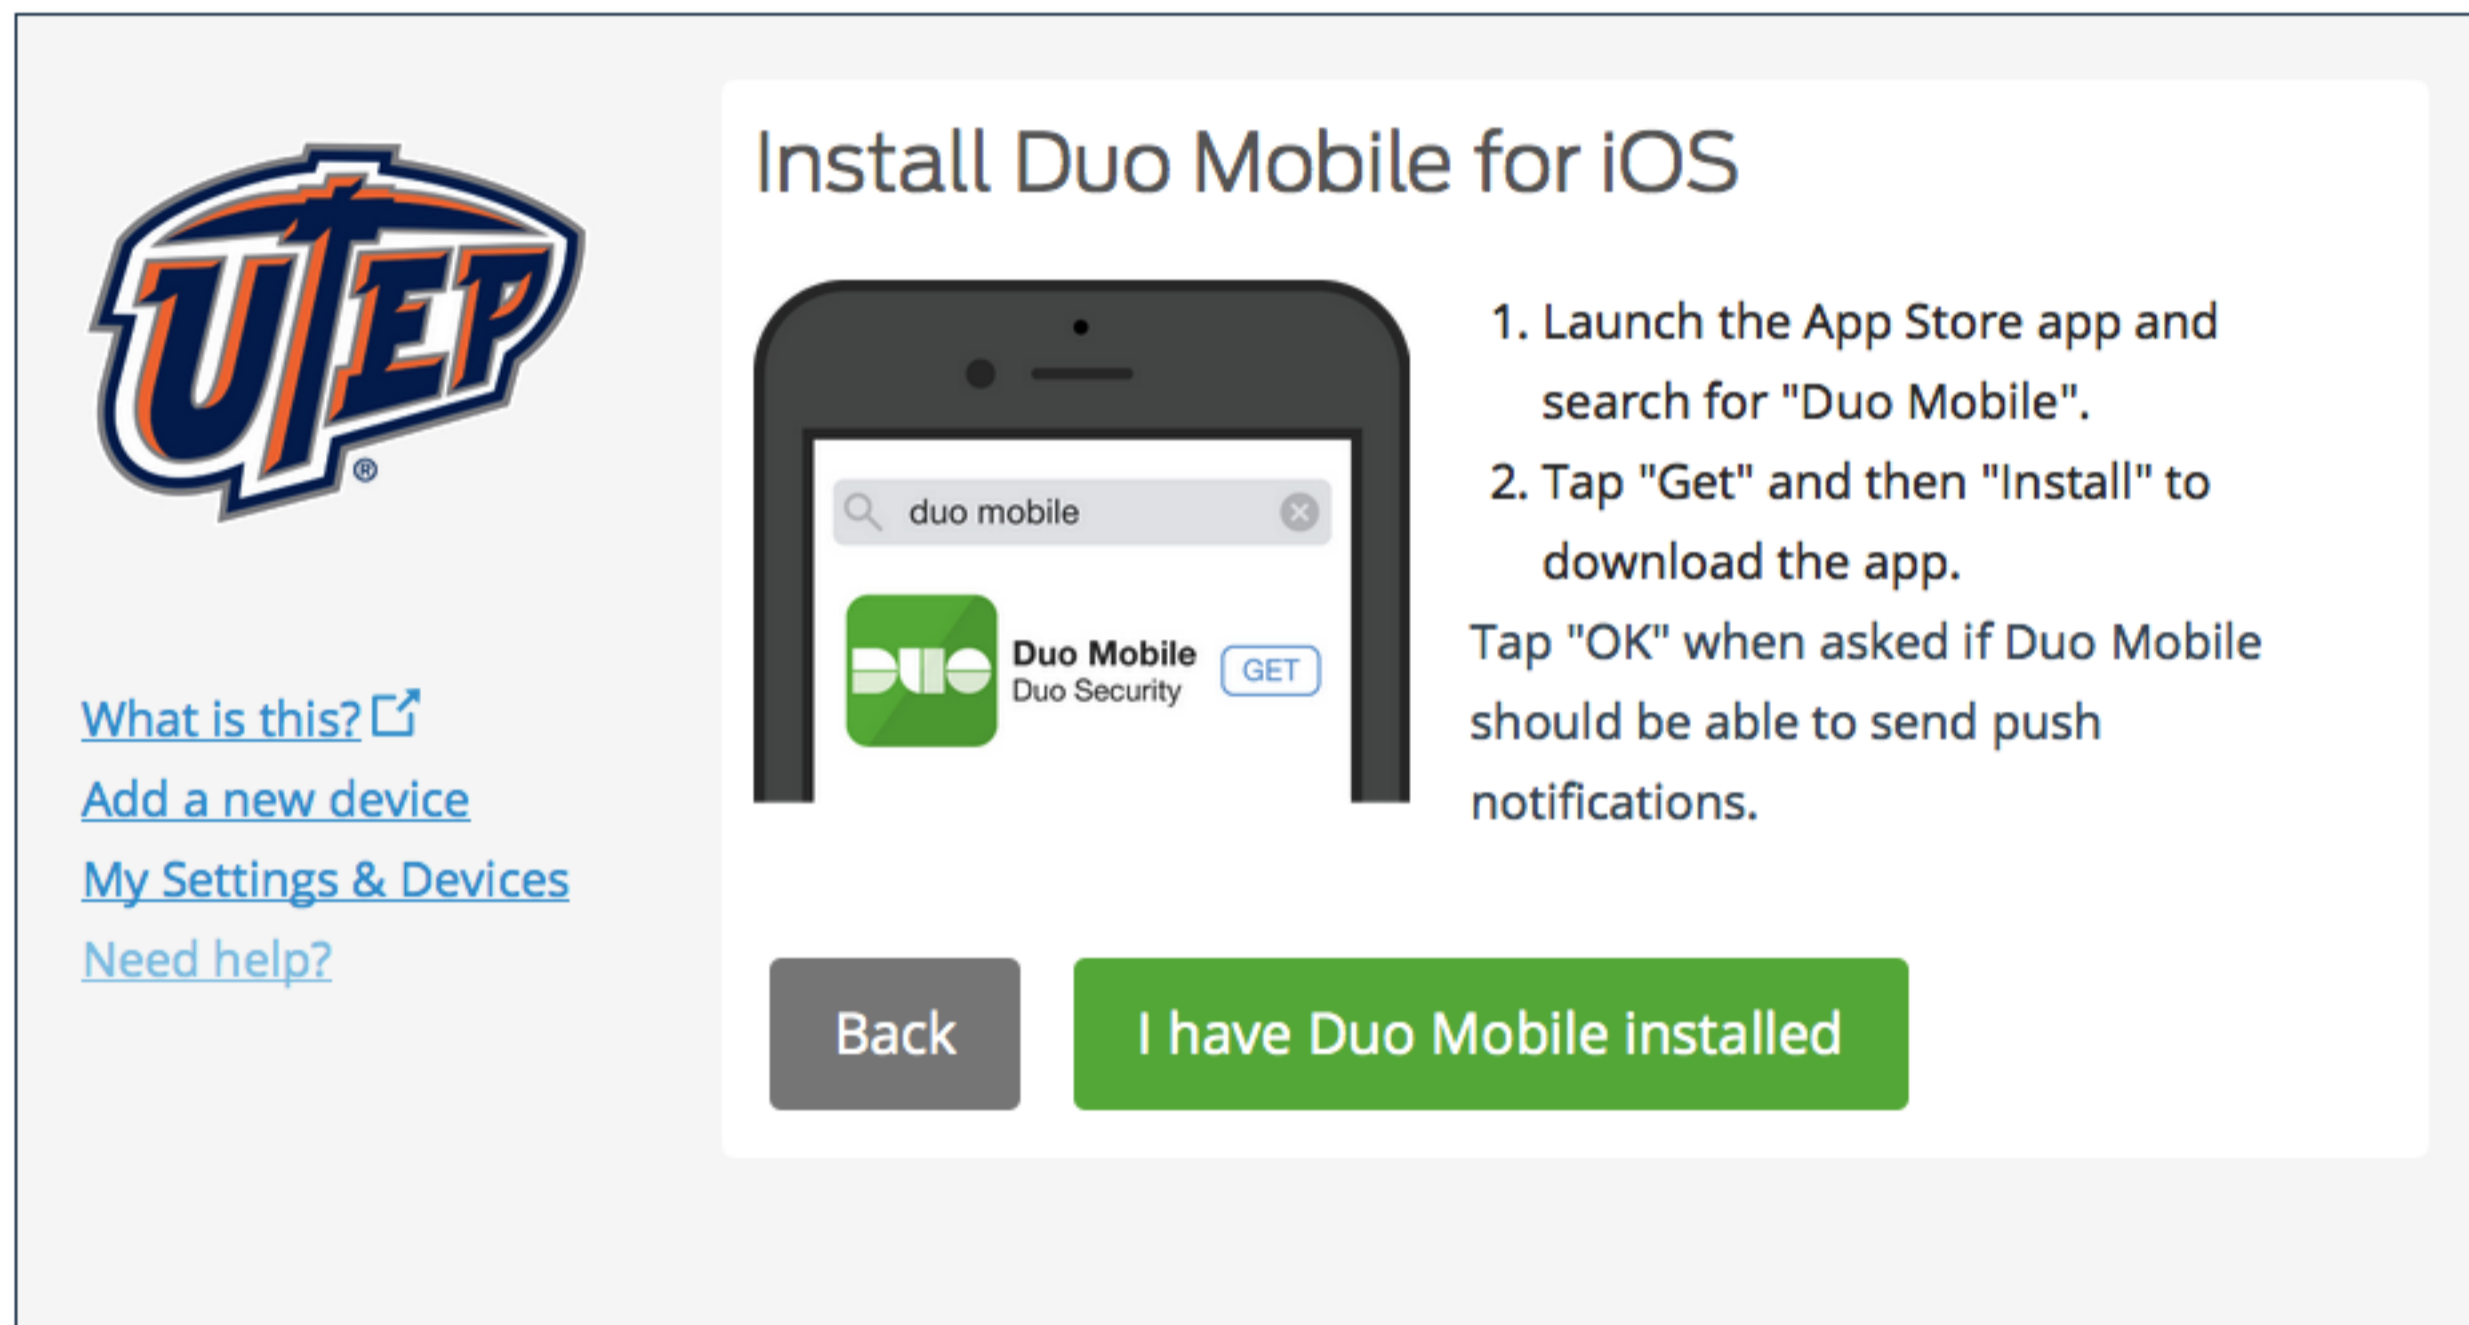 UTEP
®
What is this?
Add a new device
My Settings & Devices
Need help?
Install Duo Mobile for iOS
duo mobile
DUO
Duo Mobile
Duo Security
GET
1. Launch the App Store app and
search for "Duo Mobile".
2. Tap "Get" and then "Install" to
download the app.
Tap "OK" when asked if Duo Mobile
should be able to send push
notifications.
Back
I have Duo Mobile installed